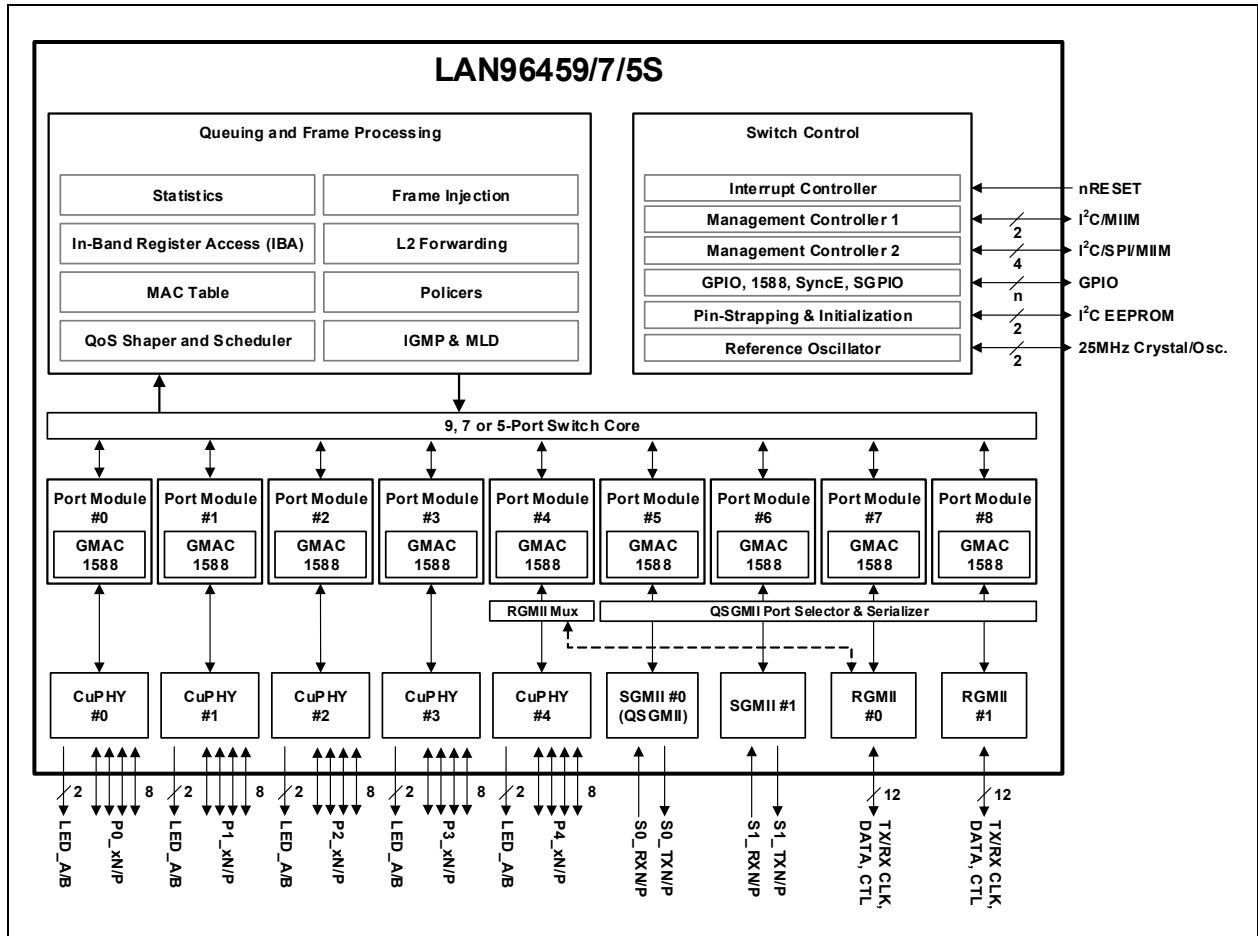 LAN96459/7/5S
Queuing and Frame Processing
Statistics
Frame Injection
In-Band Register Access (IBA)
L2 Forwarding
MAC Table
Policers
QoS Shaper and Scheduler
IGMP & MLD
Switch Control
Interrupt Controller
Management Controller 1
Management Controller 2
GPIO, 1588, SyncE, SGPIO
Pin-Strapping & Initialization
Reference Oscillator
nRESET
2
I²C/MIIM
4
I²C/SPI/MIIM
n
GPIO
2
I²C EEPROM
2
25MHz Crystal/Osc.
9, 7 or 5-Port Switch Core
Port Module
#0
GMAC
1588
Port Module
#1
GMAC
1588
Port Module
#2
GMAC
1588
Port Module
#3
GMAC
1588
Port Module
#4
GMAC
1588
Port Module
#5
GMAC
1588
Port Module
#6
GMAC
1588
Port Module
#7
GMAC
1588
Port Module
#8
GMAC
1588
RGMII Mux
QSGMII Port Selector & Serializer
CuPHY
#0
CuPHY
#1
CuPHY
#2
CuPHY
#3
CuPHY
#4
SGMII #0
(QSGMII)
SGMII #1
RGMII
#0
RGMII
#1
2
8
2
8
2
8
2
8
2
8
12
12
LED_A/B
P0_xN/P
LED_A/B
P1_xN/P
LED_A/B
P2_xN/P
LED_A/B
P3_xN/P
LED_A/B
P4_xN/P
S0_RXN/P
S0_TXN/P
S1_RXN/P
S1_TXN/P
TX/RX CLK,
DATA, CTL
TX/RX CLK,
DATA, CTL